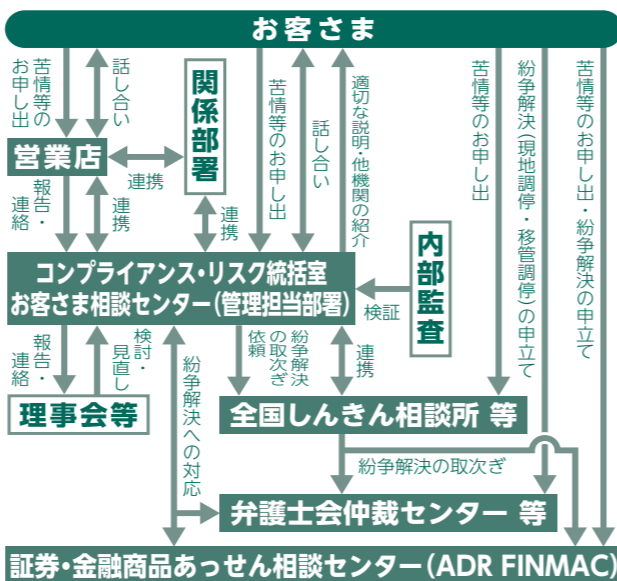 お客さま
苦情等の
お申し出
話し合い
関係部署
苦情等のお申し出
話し合い
適切な説明・他機関の紹介
苦情等のお申し出
紛争解決(現地調停・移管調停)の申立て
苦情等のお申し出・紛争解決の申立て
営業店
連携
報告・
連絡
連携
連携
内部監査
コンプライアンス・リスク統括室
お客さま相談センター(管理担当部署)
検証
報告・
連絡
検討・
見直し
紛争解決への対応
紛争解決
の取次ぎ
依頼
連携
理事会等
全国しんきん相談所 等
紛争解決の取次ぎ
弁護士会仲裁センター 等
証券・金融商品あっせん相談センター(ADR FINMAC)